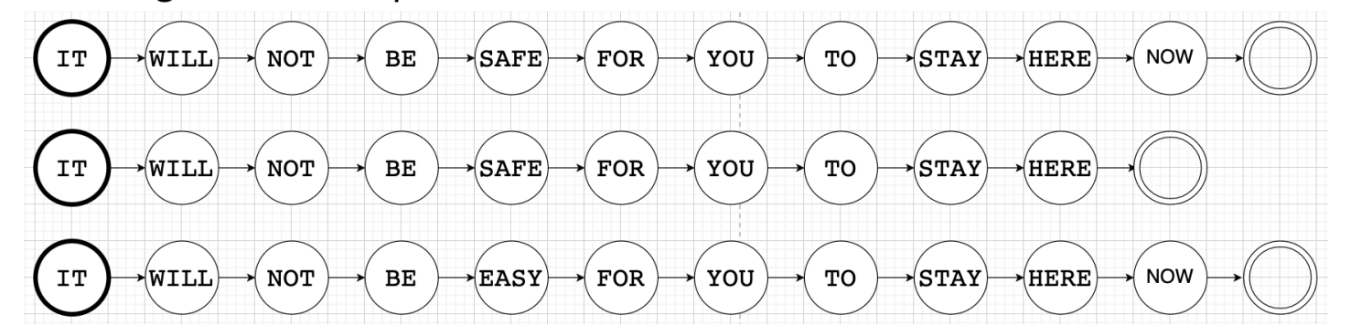 IT WILL NOT BE SAFE FOR YOU TO STAY HERE NOW
IT WILL NOT BE SAFE FOR YOU TO STAY HERE
IT WILL NOT BE EASY FOR YOU TO STAY HERE NOW